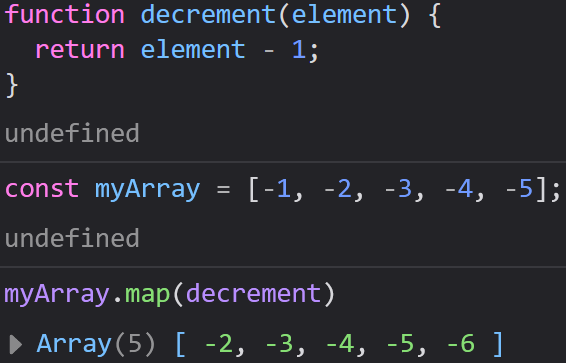 function decrement(element) {
  return element - 1;
}
undefined
const myArray = [-1, -2, -3, -4, -5];
undefined
myArray.map(decrement)
▶ Array(5) [ -2, -3, -4, -5, -6 ]